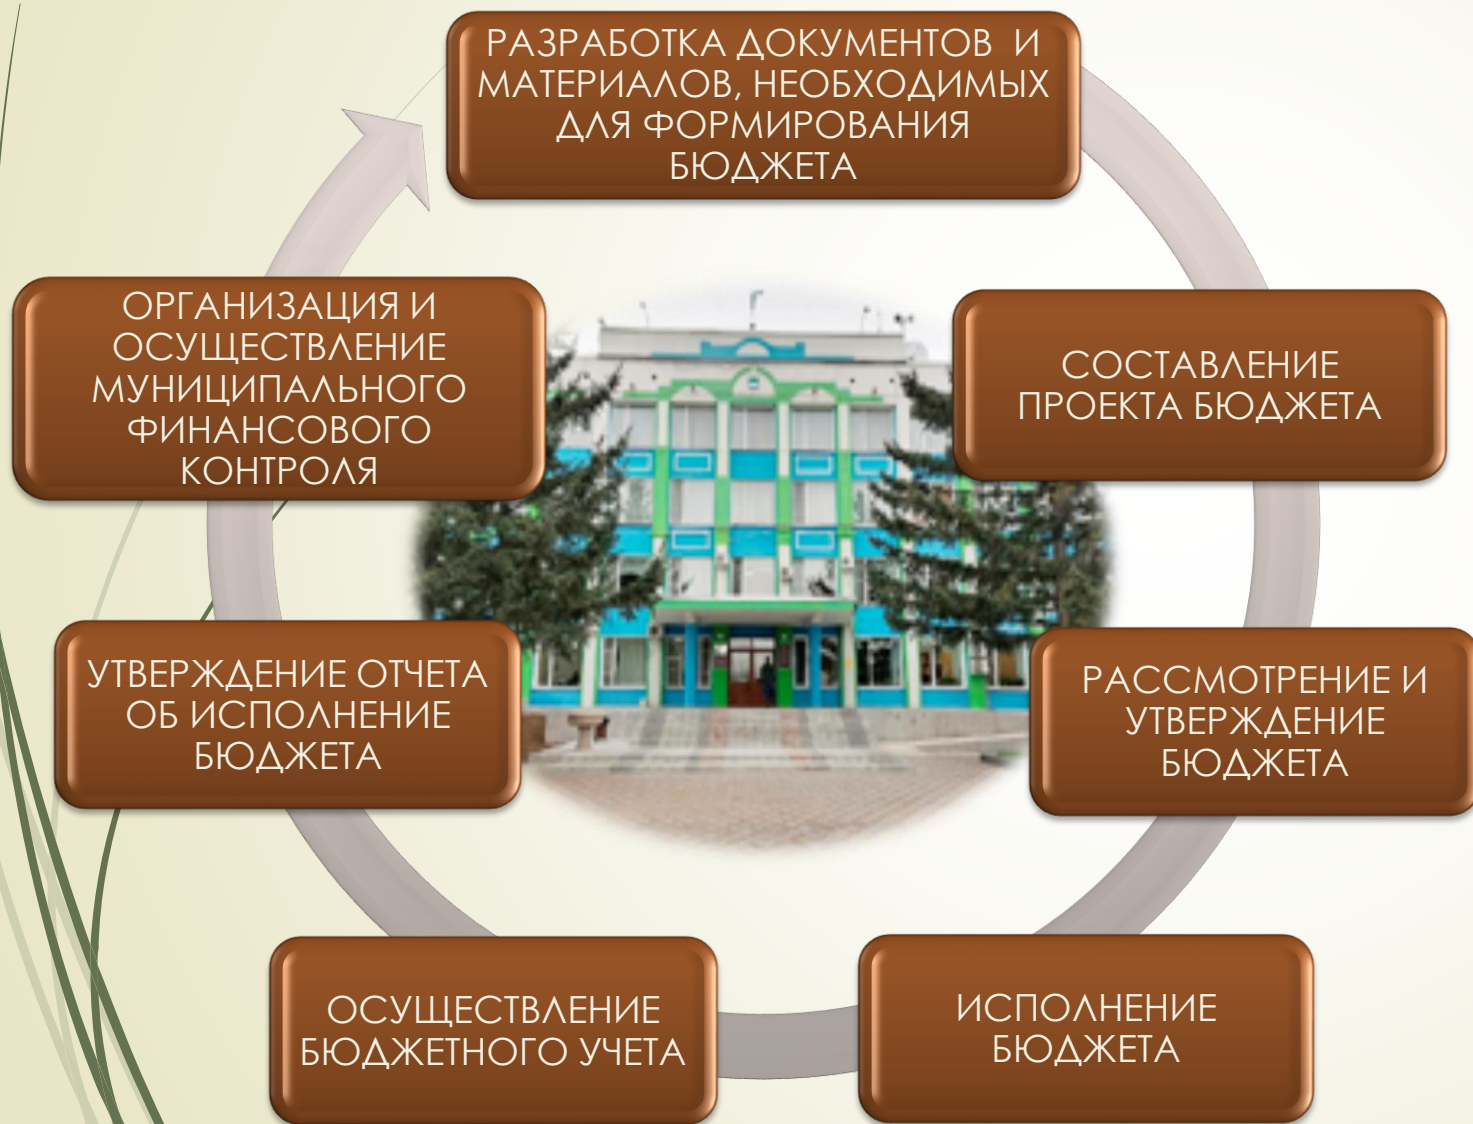 РАЗРАБОТКА ДОКУМЕНТОВ И
МАТЕРИАЛОВ, НЕОБХОДИМЫХ
ДЛЯ ФОРМИРОВАНИЯ
БЮДЖЕТА
СОСТАВЛЕНИЕ
ПРОЕКТА БЮДЖЕТА
РАССМОТРЕНИЕ И
УТВЕРЖДЕНИЕ
БЮДЖЕТА
ИСПОЛНЕНИЕ
БЮДЖЕТА
ОСУЩЕСТВЛЕНИЕ
БЮДЖЕТНОГО УЧЕТА
УТВЕРЖДЕНИЕ ОТЧЕТА
ОБ ИСПОЛНЕНИЕ
БЮДЖЕТА
ОРГАНИЗАЦИЯ И
ОСУЩЕСТВЛЕНИЕ
МУНИЦИПАЛЬНОГО
ФИНАНСОВОГО
КОНТРОЛЯ